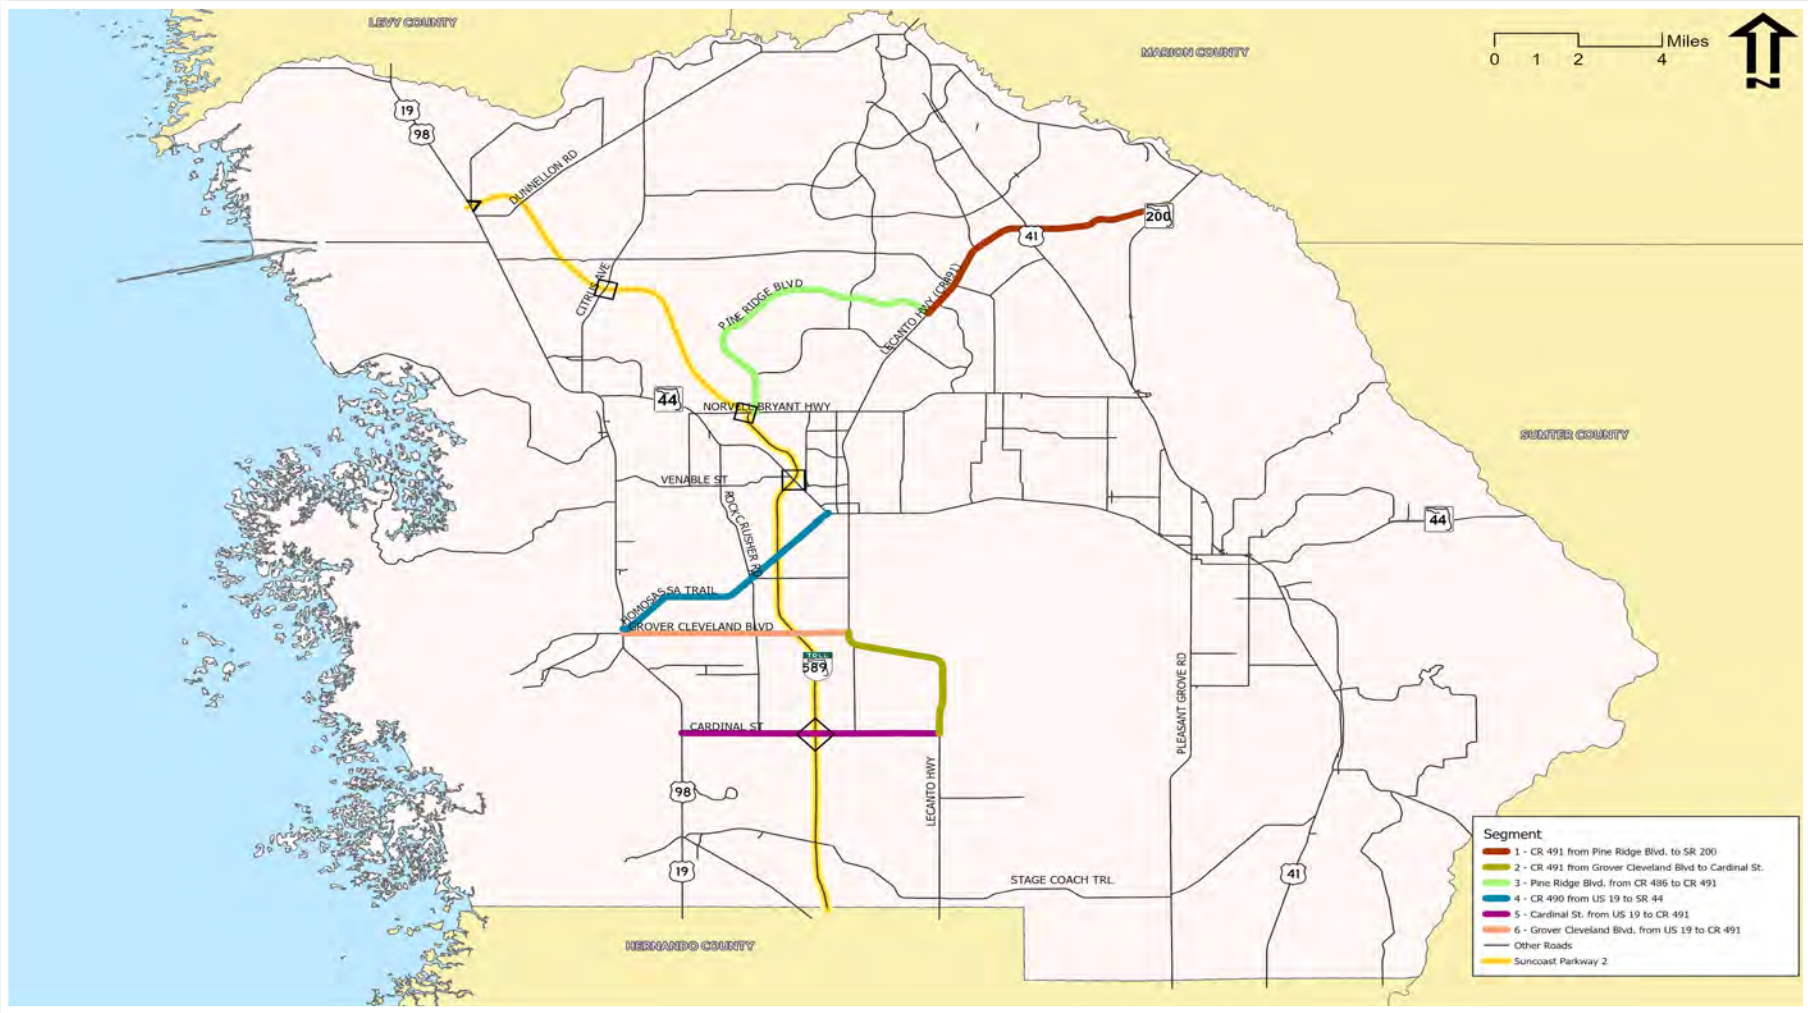 LEVY COUNTY
MARION COUNTY
Miles
0 1 2 4
N
19
98
DUNNELLON RD
200
41
CITRUS AVE
PINE RIDGE BLVD
LECANTO HWY (CR491)
44
NORVELL BRYANT HWY
SUMTER COUNTY
VENABLE ST
ROCK CRUSHER RD
44
HOMOSASSA TRAIL
GROVER CLEVELAND BLVD
TOLL
589
PLEASANT GROVE RD
CARDINAL ST
LECANTO HWY
98
19
41
STAGE COACH TRL
HERNANDO COUNTY
Segment
1 - CR 491 from Pine Ridge Blvd. to SR 200
2 - CR 491 from Grover Cleveland Blvd to Cardinal St.
3 - Pine Ridge Blvd. from CR 486 to CR 491
4 - CR 490 from US 19 to SR 44
5 - Cardinal St. from US 19 to CR 491
6 - Grover Cleveland Blvd. from US 19 to CR 491
Other Roads
Suncoast Parkway 2